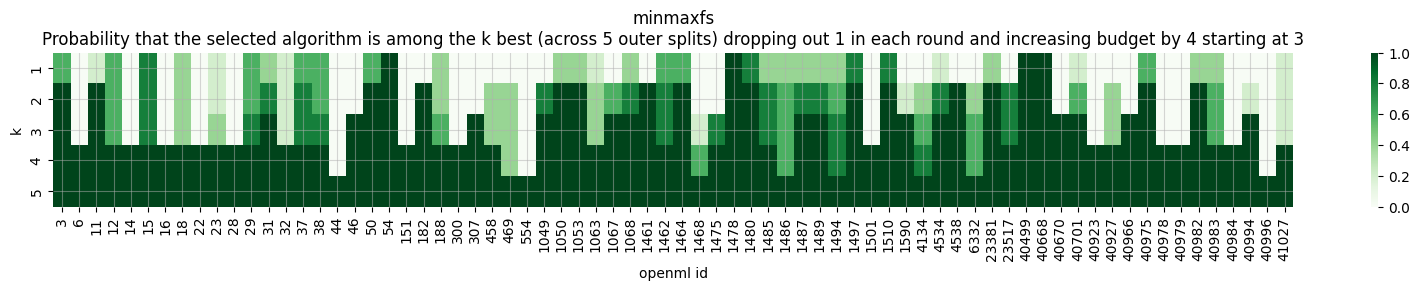 minmaxfs
Probability that the selected algorithm is among the k best (across 5 outer splits) dropping out 1 in each round and increasing budget by 4 starting at 3
k
1
2
3
4
5
3 6 11 12 14 15 16 18 22 23 28 29 31 32 37 38 44 46 50 54 151 182 188 300 307 458 469 554 1049 1050 1053 1063 1067 1068 1461 1462 1464 1468 1475 1478 1480 1485 1486 1487 1489 1494 1497 1501 1510 1590 4134 4534 4538 6332 23381 23517 40499 40668 40670 40701 40923 40927 40966 40975 40978 40979 40982 40983 40984 40994 40996 41027
openml id
1.0
0.8
0.6
0.4
0.2
0.0